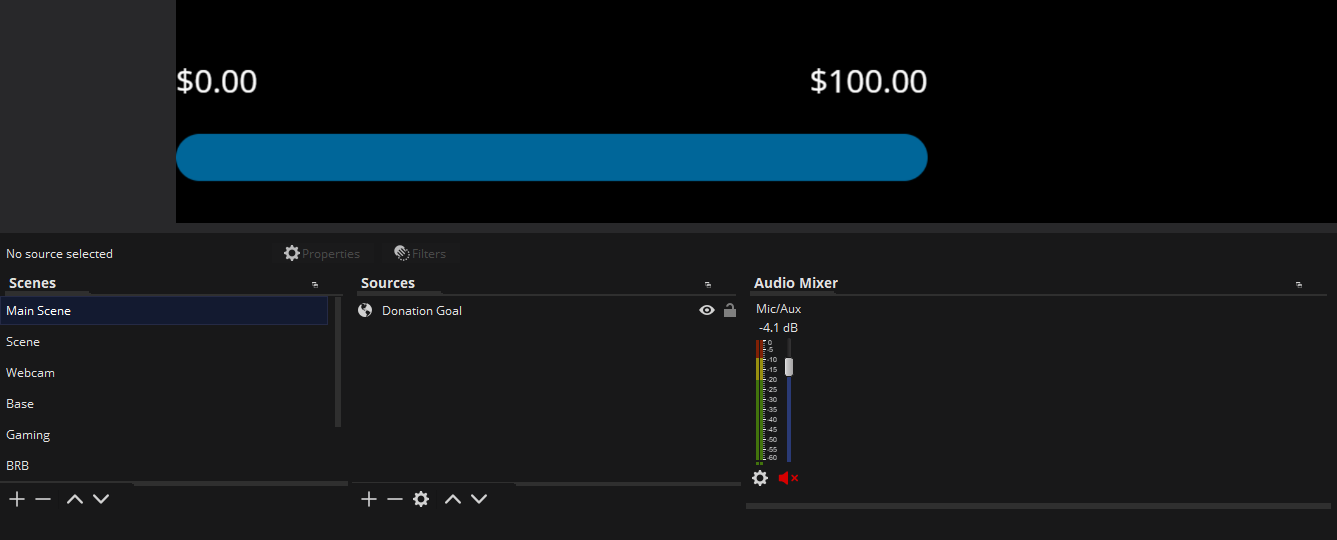 $0.00 $100.00
No source selected Properties Filters
Scenes Sources Audio Mixer
Main Scene Donation Goal Mic/Aux
-4.1 dB
Scene
Webcam
Base
Gaming
BRB
0
-5
-10
-15
-20
-25
-30
-35
-40
-45
-50
-55
-60